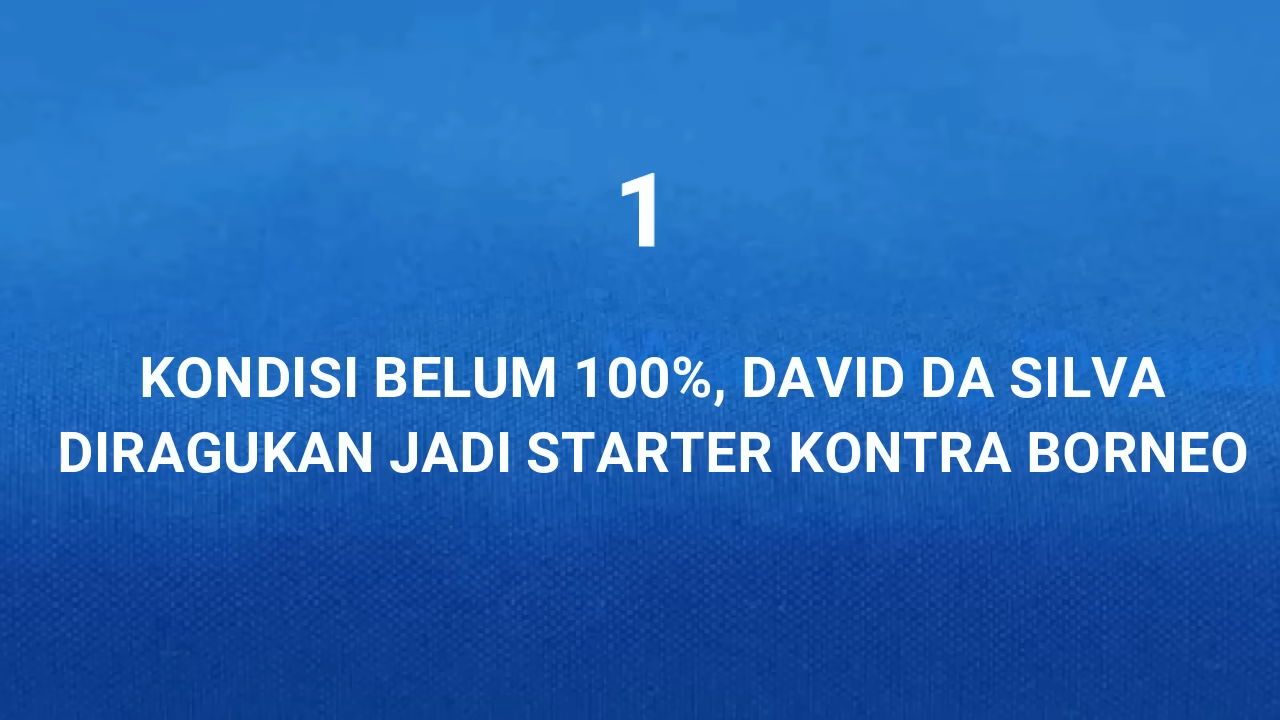 1
KONDISI BELUM 100%, DAVID DA SILVA
DIRAGUKAN JADI STARTER KONTRA BORNEO